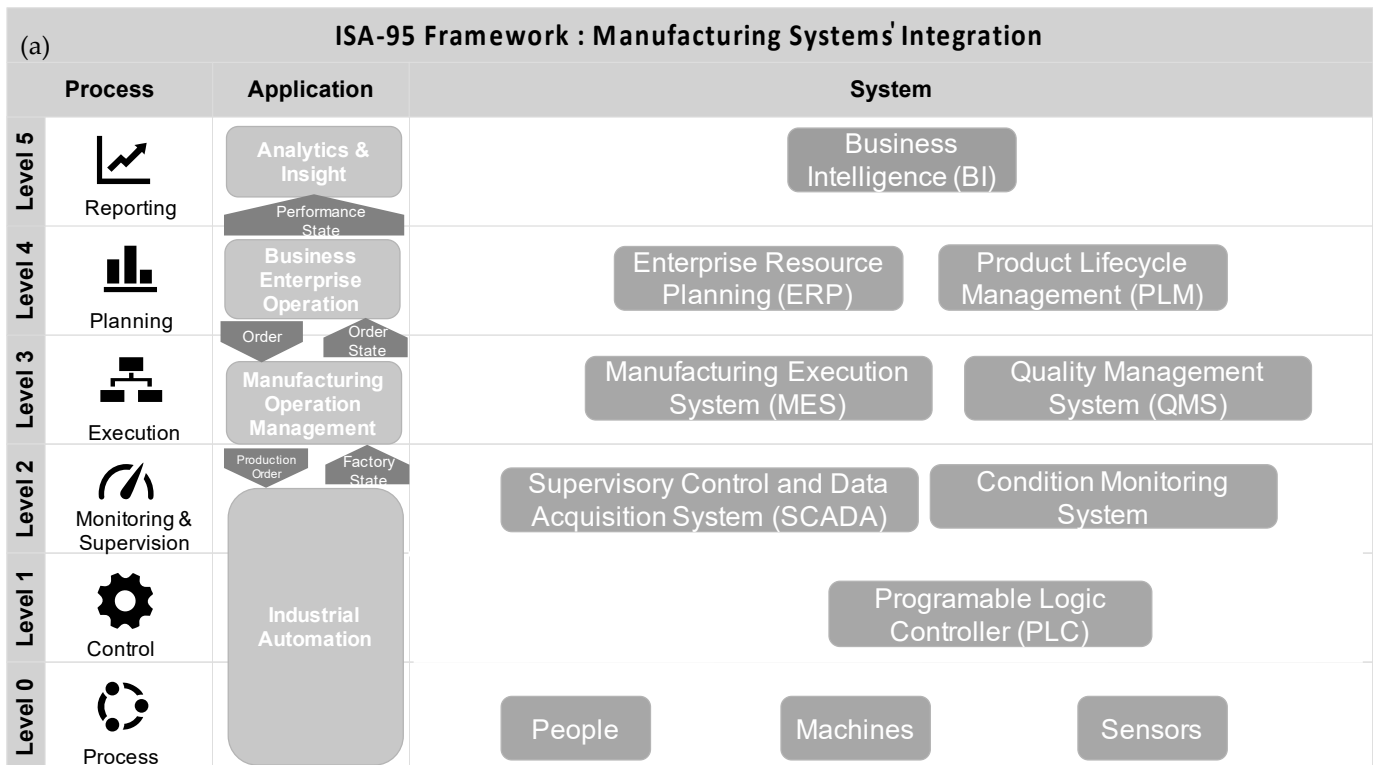 (a)
ISA-95 Framework : Manufacturing Systems' Integration
Process
Application
System
Level 5
Reporting
Analytics &
Insight
Business
Intelligence (BI)
Performance
State
Level 4
Planning
Business
Enterprise
Operation
Enterprise Resource
Planning (ERP)
Product Lifecycle
Management (PLM)
Order
Order
State
Level 3
Execution
Manufacturing
Operation
Management
Manufacturing Execution
System (MES)
Quality Management
System (QMS)
Production
Order
Factory
State
Level 2
Monitoring &
Supervision
Supervisory Control and Data
Acquisition System (SCADA)
Condition Monitoring
System
Level 1
Control
Industrial
Automation
Programable Logic
Controller (PLC)
Level 0
Process
People
Machines
Sensors